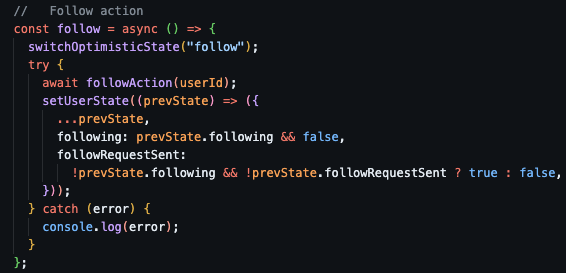 //   Follow action
const follow = async () => {
  switchOptimisticState("follow");
  try {
    await followAction(userId);
    setUserState((prevState) => ({
      ...prevState,
      following: prevState.following && false,
      followRequestSent:
        !prevState.following && !prevState.followRequestSent ? true : false,
    }));
  } catch (error) {
    console.log(error);
  }
};